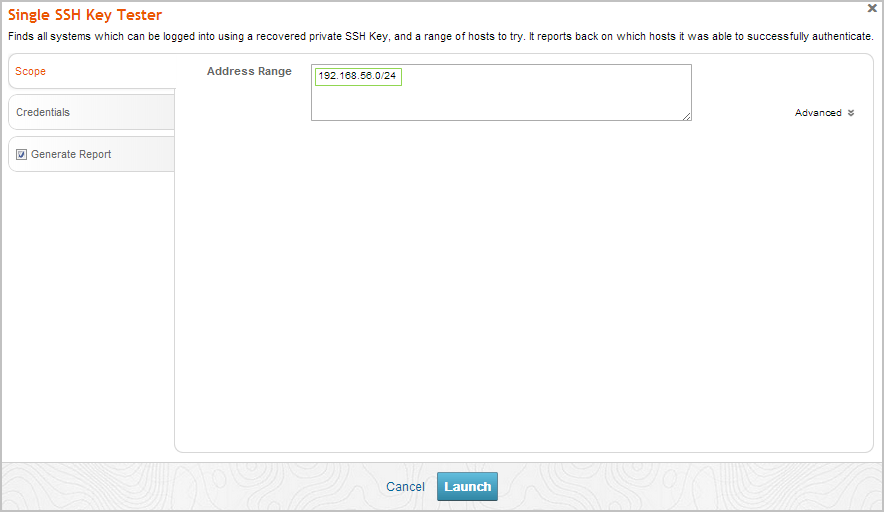 Single SSH Key Tester
Finds all systems which can be logged into using a recovered private SSH Key, and a range of hosts to try. It reports back on which hosts it was able to successfully authenticate.
Scope
Address Range
192.168.56.0/24
Credentials
Advanced
Generate Report
Cancel
Launch